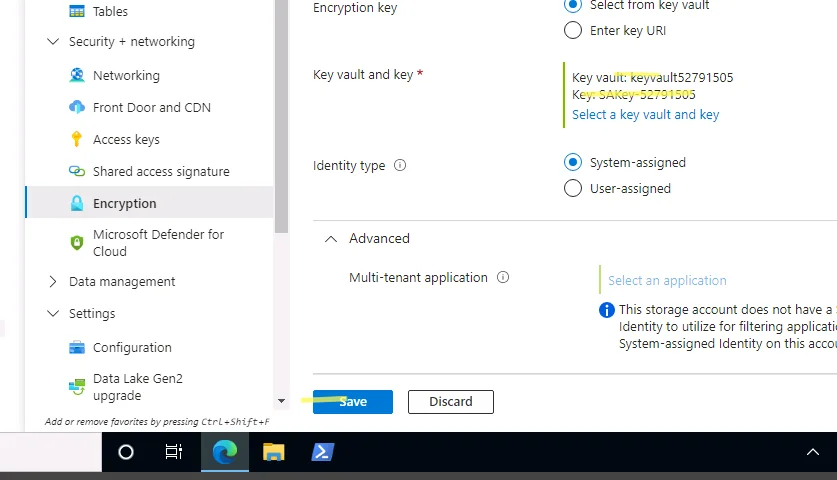 Tables
Security + networking
Networking
Front Door and CDN
Access keys
Shared access signature
Encryption
Microsoft Defender for
Cloud
Data management
Settings
Configuration
Data Lake Gen2
upgrade
Add or remove favorites by pressing Ctrl+Shift+F
Encryption key
Select from key vault
Enter key URI
Key vault and key *
Key vault: keyvault52791505
Key: SAKey-52791505
Select a key vault and key
Identity type
System-assigned
User-assigned
Advanced
Multi-tenant application
Select an application
This storage account does not have a
Identity to utilize for filtering applicatio
System-assigned Identity on this accou
Save
Discard